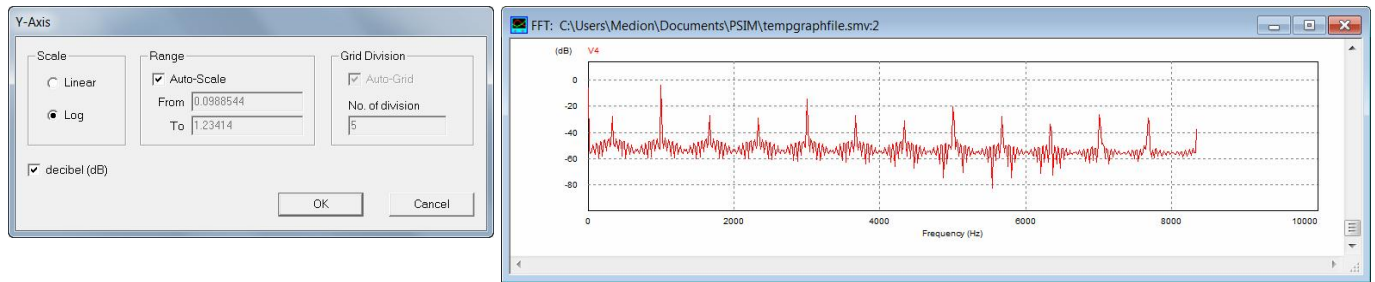 Y-Axis
Scale
Linear
Log
Range
Auto-Scale
From 0.0988544
To 1.23414
Grid Division
Auto-Grid
No. of division
5
decibel (dB)
OK
Cancel
FFT: C:\Users\Medion\Documents\PSIM\tempgraphfile.smv:2
(dB) V4
0
-20
-40
-60
-80
0 2000 4000 6000 8000 10000
Frequency (Hz)